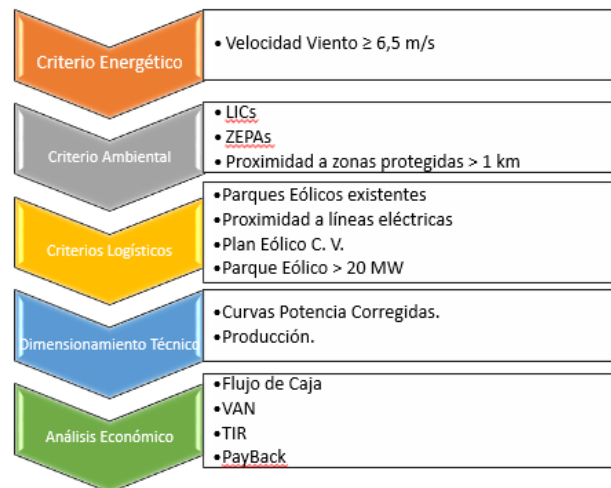 Criterio Energético
• Velocidad Viento ≥ 6,5 m/s
Criterio Ambiental
• LICs
• ZEPAs
• Proximidad a zonas protegidas > 1 km
Criterios Logísticos
•Parques Eólicos existentes
•Proximidad a líneas eléctricas
•Plan Eólico C. V.
•Parque Eólico > 20 MW
Dimensionamiento Técnico
•Curvas Potencia Corregidas.
•Producción.
Análisis Económico
•Flujo de Caja
•VAN
•TIR
•PayBack